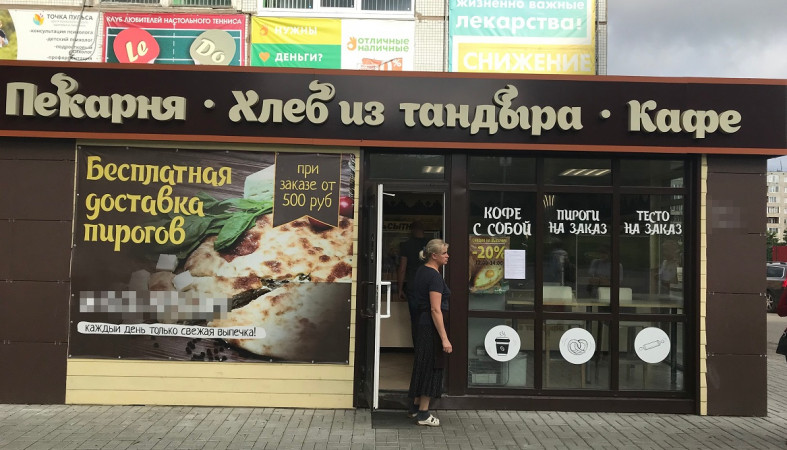 ТОЧКА ПУЛЬСА
КЛУБ ЛЮБИТЕЛЕЙ НАСТОЛЬНОГО ТЕННИСА
Le
Do
НУЖНЫ
ДЕНЬГИ?
ОТЛИЧНЫЕ
НАЛИЧНЫЕ
жизненно важные
лекарства!
СНИЖЕНИЕ
Пекарня · Хлеб из тандыра · Кафе
Бесплатная
доставка
пирогов
при
заказе от
500 руб
каждый день только свежая выпечка!
КОФЕ
С СОБОЙ
-20%
ПИРОГИ
НА ЗАКАЗ
ТЕСТО
НА ЗАКАЗ